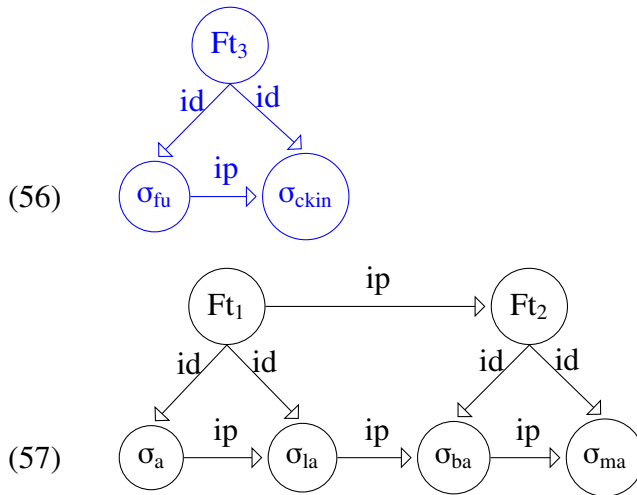 Ft₃
id id
ip
(56) σfu σckin
ip
Ft₁ Ft₂
id id id id
ip ip ip
(57) σa σla σba σma